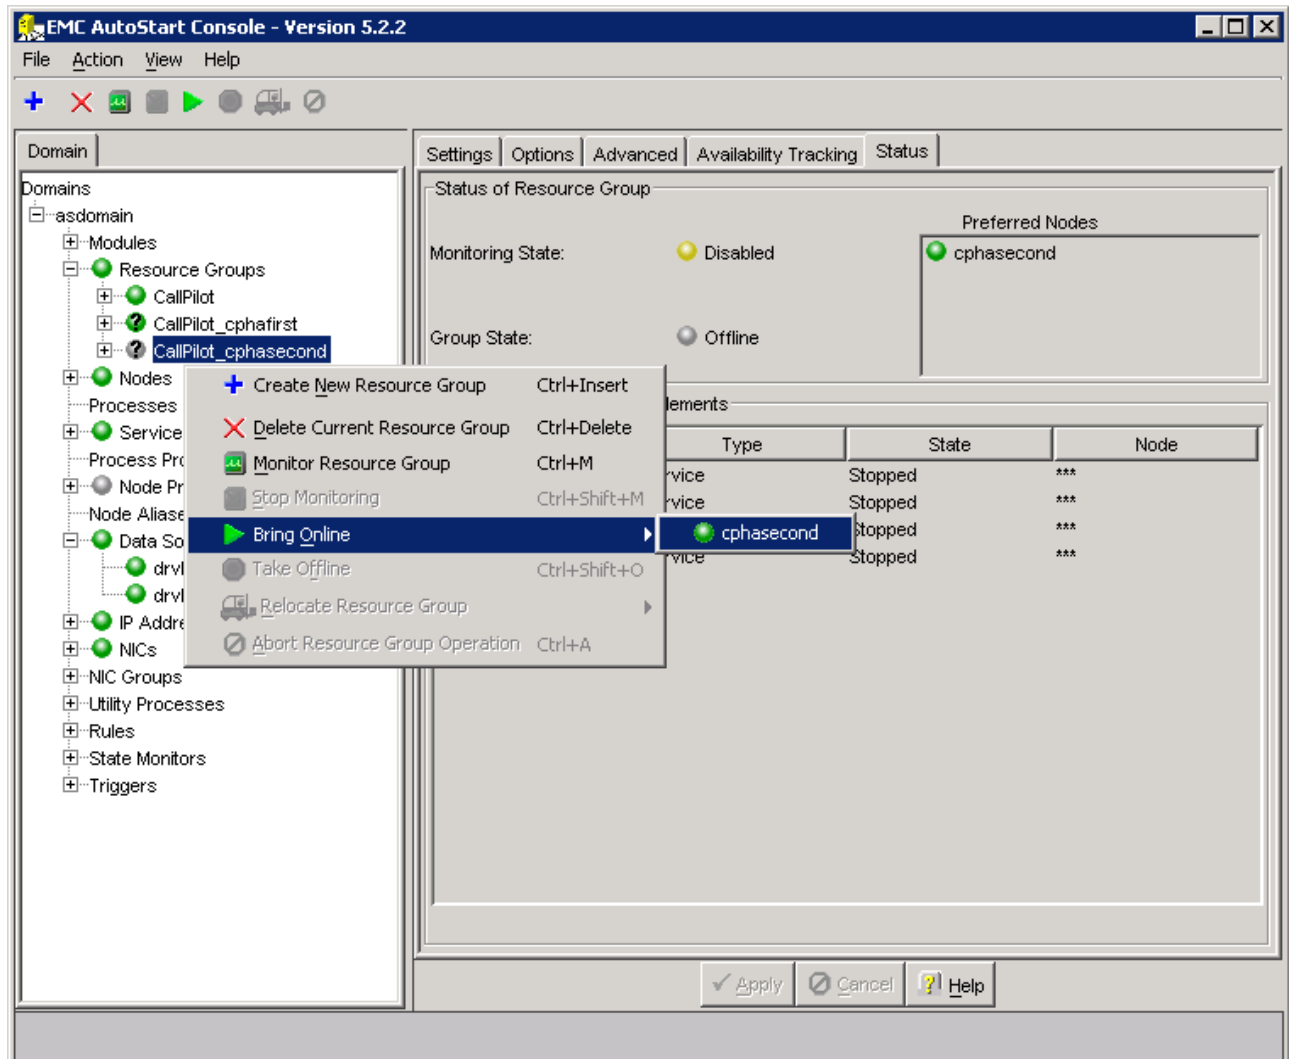 EMC AutoStart Console - Version 5.2.2
File Action View Help
Domain
Domains
asdomain
Modules
Resource Groups
CallPilot
CallPilot_cphafirst
CallPilot_cphasecond
Nodes
Processes
Service
Process Pro
Node Pr
Node Aliase
Data So
drvl
drvl
IP Addre
NICs
NIC Groups
Utility Processes
Rules
State Monitors
Triggers
Create New Resource Group Ctrl+Insert
Delete Current Resource Group Ctrl+Delete
Monitor Resource Group Ctrl+M
Stop Monitoring Ctrl+Shift+M
Bring Online
Take Offline Ctrl+Shift+O
Relocate Resource Group
Abort Resource Group Operation Ctrl+A
cphasecond
Settings Options Advanced Availability Tracking Status
Status of Resource Group
Preferred Nodes
Monitoring State: Disabled
cphasecond
Group State: Offline
lements
Type State Node
rvice Stopped ***
rvice Stopped ***
Stopped ***
rvice Stopped ***
Apply Cancel Help